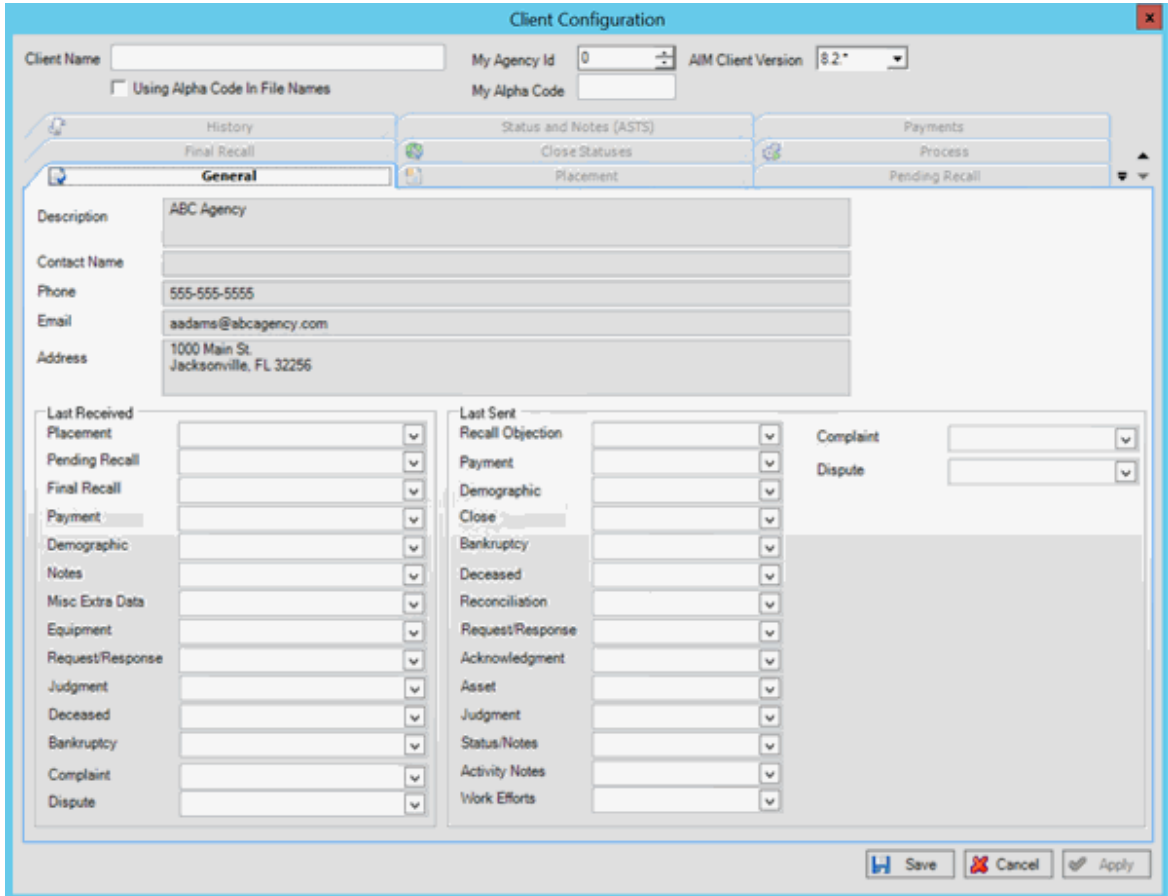 Client Configuration
Client Name
My Agency Id 0
AIM Client Version 8.2.*
Using Alpha Code In File Names
My Alpha Code
History
Status and Notes (ASTS)
Payments
Final Recall
Close Statuses
Process
General
Placement
Pending Recall
Description ABC Agency
Contact Name
Phone 555-555-5555
Email aadams@abcagency.com
Address 1000 Main St.
Jacksonville, FL 32256
Last Received
Placement
Pending Recall
Final Recall
Payment
Demographic
Notes
Misc Extra Data
Equipment
Request/Response
Judgment
Deceased
Bankruptcy
Complaint
Dispute
Last Sent
Recall Objection
Payment
Demographic
Close
Bankruptcy
Deceased
Reconciliation
Request/Response
Acknowledgment
Asset
Judgment
Status/Notes
Activity Notes
Work Efforts
Complaint
Dispute
Save
Cancel
Apply